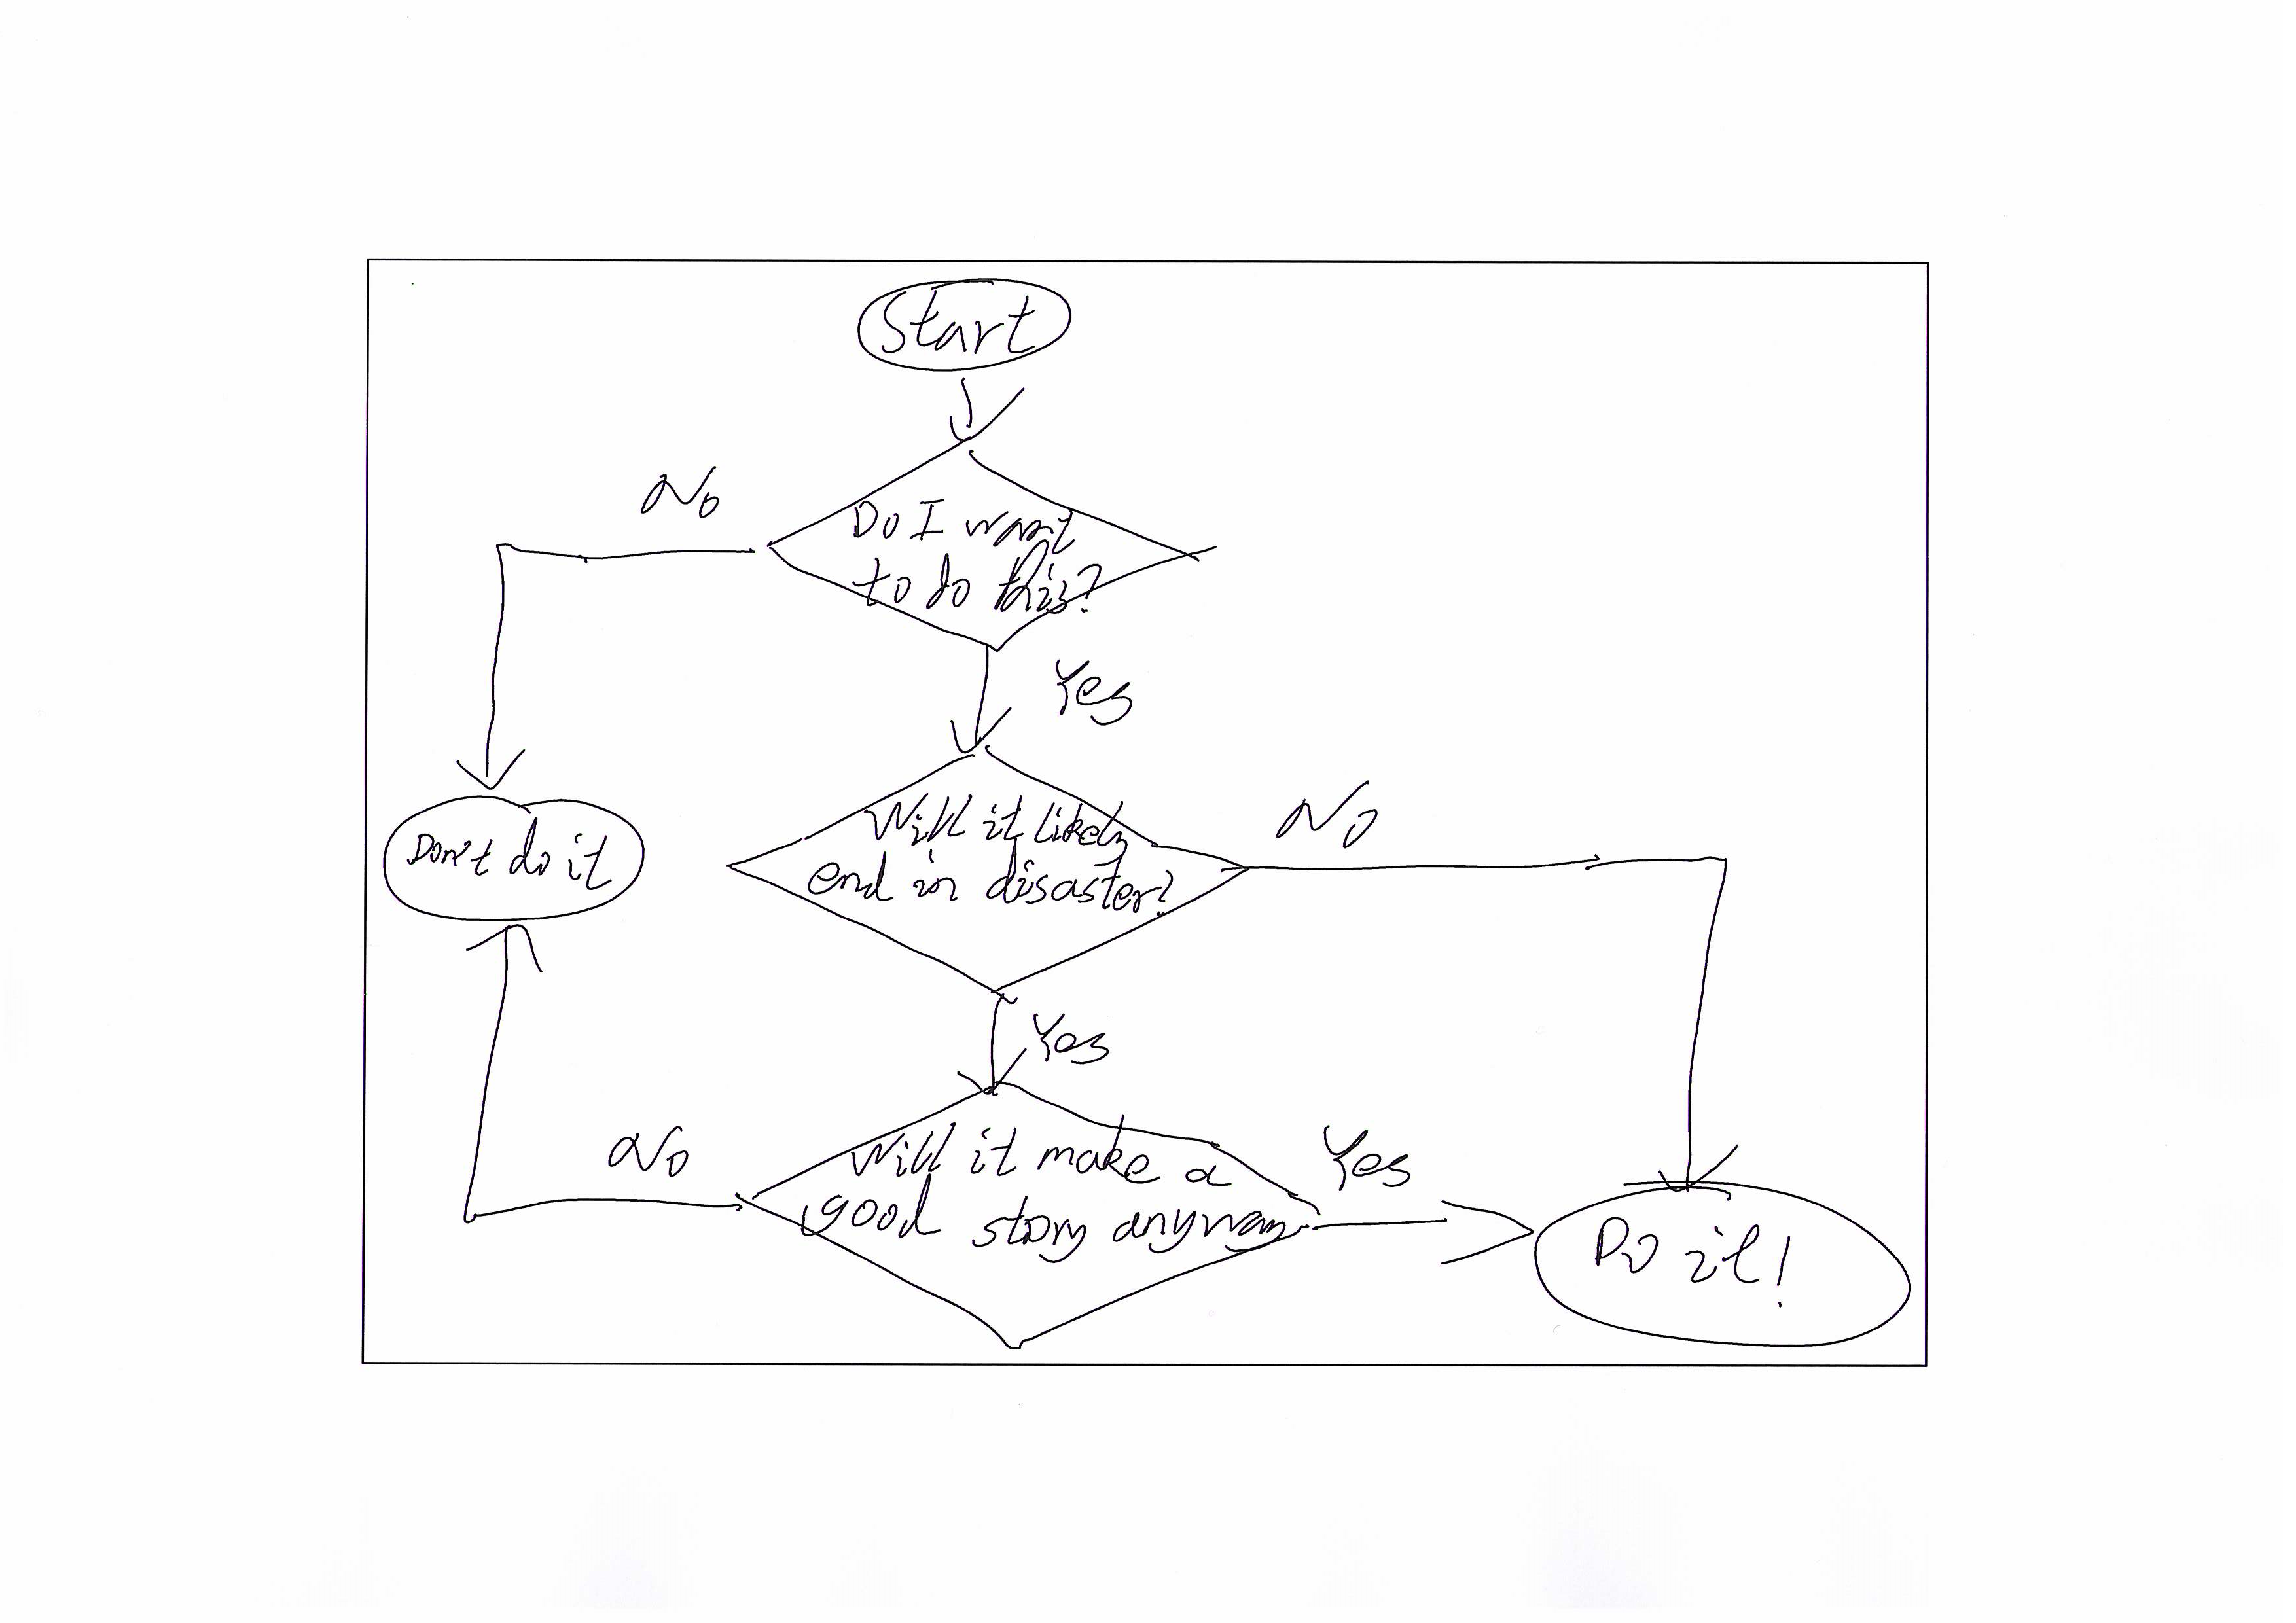 Start
No
Do I want
to do this?
Yes
Don't do it
Will it likely
end in disaster?
No
Yes
No
Will it make a
good story anyway
Yes
Do it!